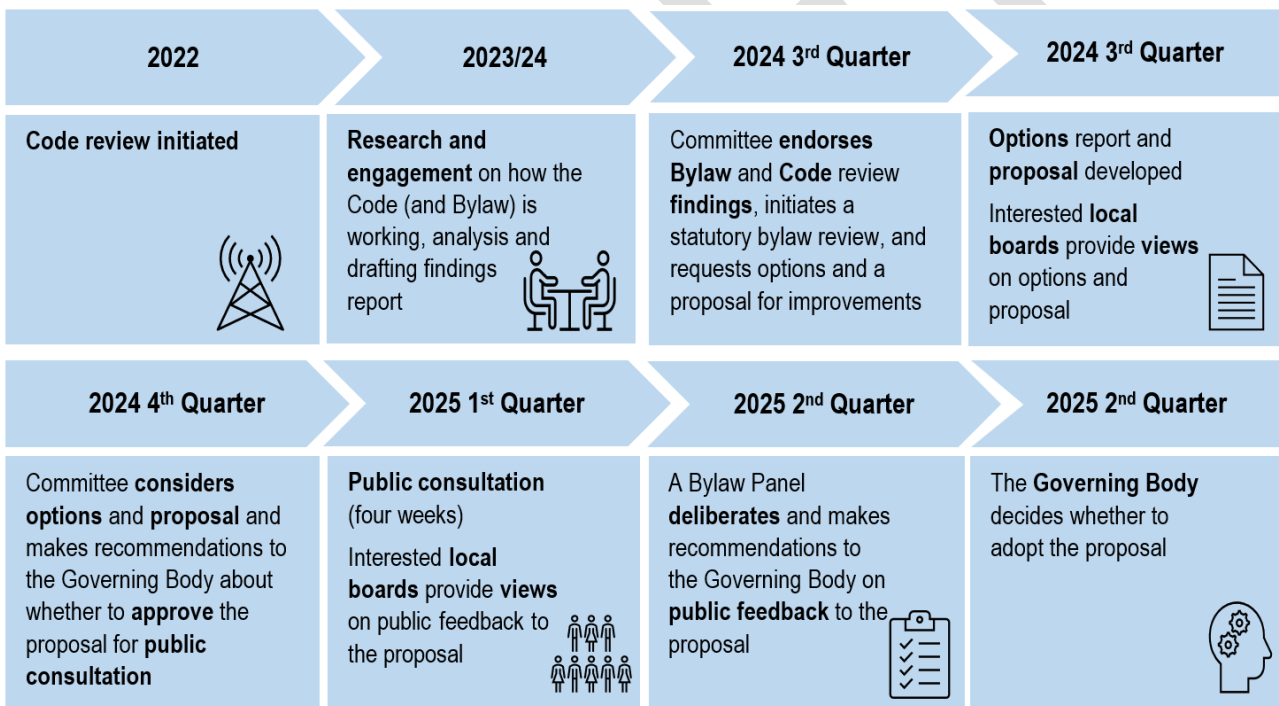 2022
2023/24
2024 3rd Quarter
2024 3rd Quarter
Code review initiated
Research and
engagement on how the
Code (and Bylaw) is
working, analysis and
drafting findings
report
Committee endorses
Bylaw and Code review
findings, initiates a
statutory bylaw review, and
requests options and a
proposal for improvements
Options report and
proposal developed
Interested local
boards provide views
on options and
proposal
2024 4th Quarter
2025 1st Quarter
2025 2nd Quarter
2025 2nd Quarter
Committee considers
options and proposal and
makes recommendations to
the Governing Body about
whether to approve the
proposal for public
consultation
Public consultation
(four weeks)
Interested local
boards provide views
on public feedback to
the proposal
A Bylaw Panel
deliberates and makes
recommendations to
the Governing Body on
public feedback to the
proposal
The Governing Body
decides whether to
adopt the proposal